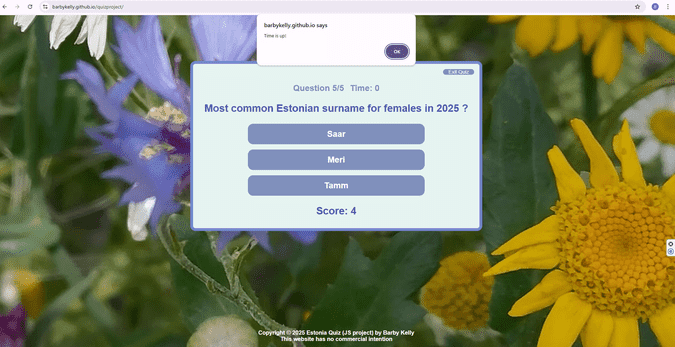 barbykelly.github.io/quizproject/
barbykelly.github.io says
Time is up!
OK
Exit Quiz
Question 5/5 Time: 0
Most common Estonian surname for females in 2025 ?
Saar
Meri
Tamm
Score: 4
Copyright © 2025 Estonia Quiz (JS project) by Barby Kelly
This website has no commercial intention